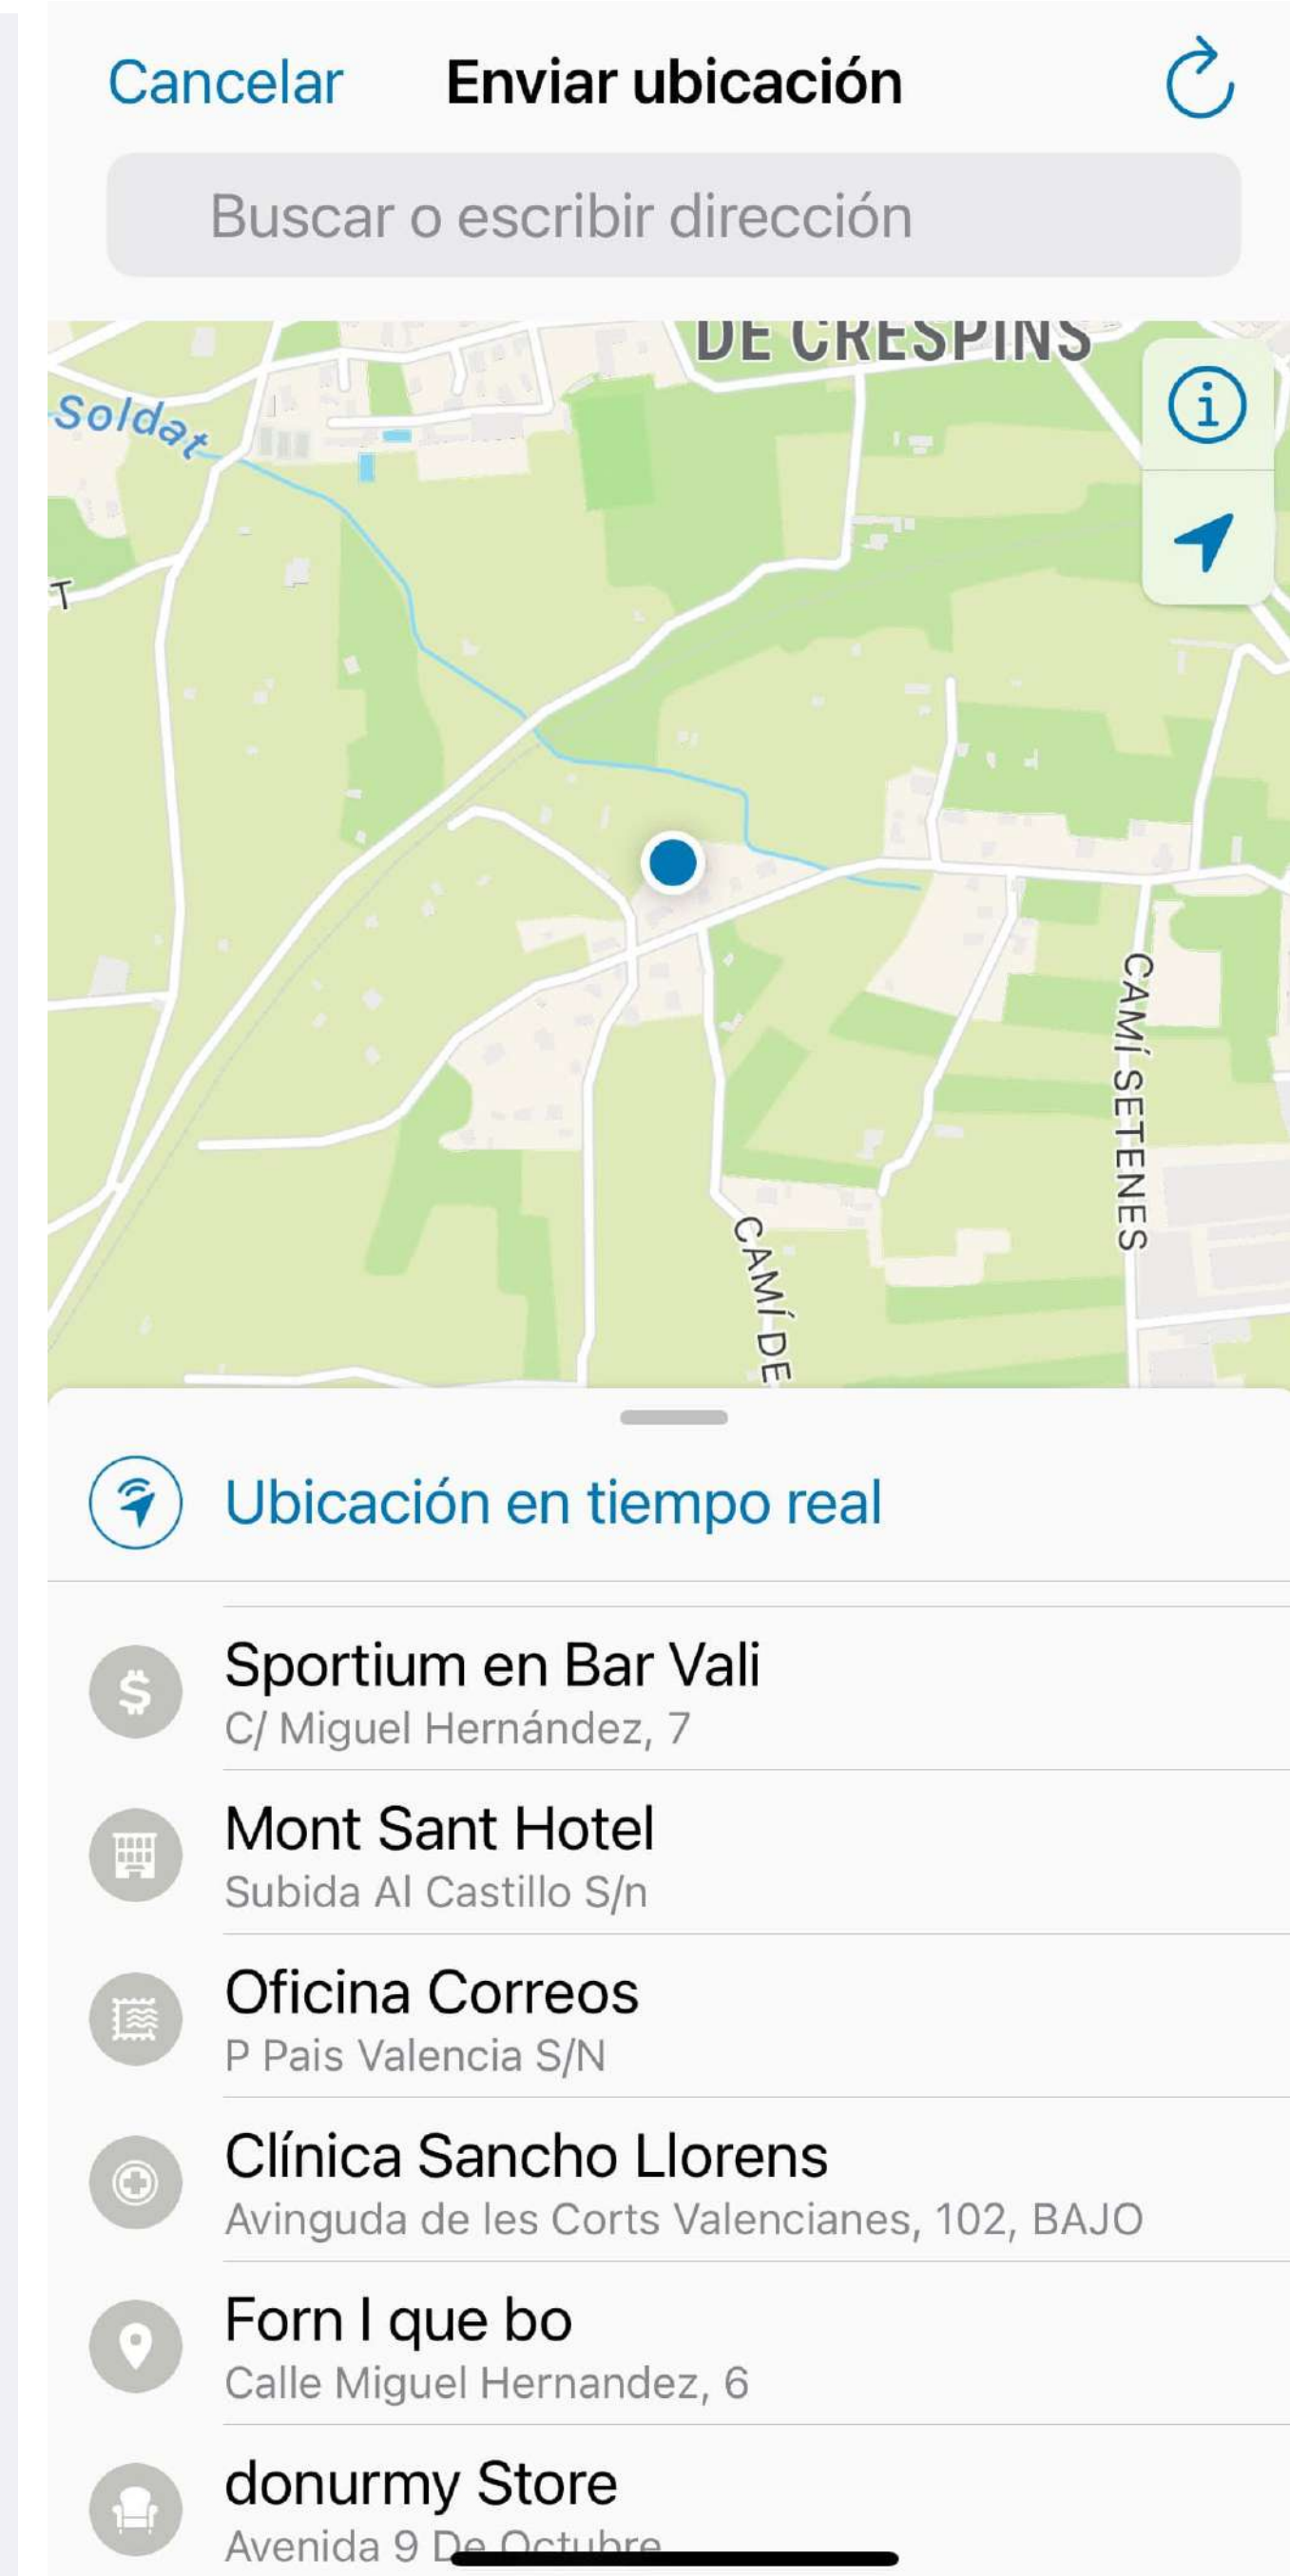 Cancelar
Enviar ubicación
Buscar o escribir dirección
DE CRESPINS
Soldat
T
CAMÍ SETENES
CAMÍ DE
Ubicación en tiempo real
Sportium en Bar Vali
C/ Miguel Hernández, 7
Mont Sant Hotel
Subida Al Castillo S/n
Oficina Correos
P Pais Valencia S/N
Clínica Sancho Llorens
Avinguda de les Corts Valencianes, 102, BAJO
Forn I que bo
Calle Miguel Hernandez, 6
donurmy Store
Avenida 9 De Octubre